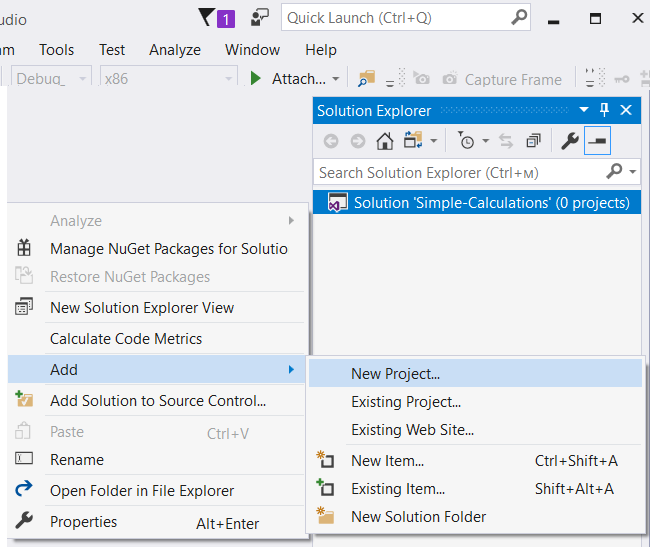 udio
1
Quick Launch (Ctrl+Q)
am Tools Test Analyze Window Help
Debug_ x86 Attach... Capture Frame
Solution Explorer
Search Solution Explorer (Ctrl+м)
Solution 'Simple-Calculations' (0 projects)
Analyze
Manage NuGet Packages for Solutio
Restore NuGet Packages
New Solution Explorer View
Calculate Code Metrics
Add
Add Solution to Source Control...
Paste Ctrl+V
Rename
Open Folder in File Explorer
Properties Alt+Enter
New Project...
Existing Project...
Existing Web Site...
New Item... Ctrl+Shift+A
Existing Item... Shift+Alt+A
New Solution Folder